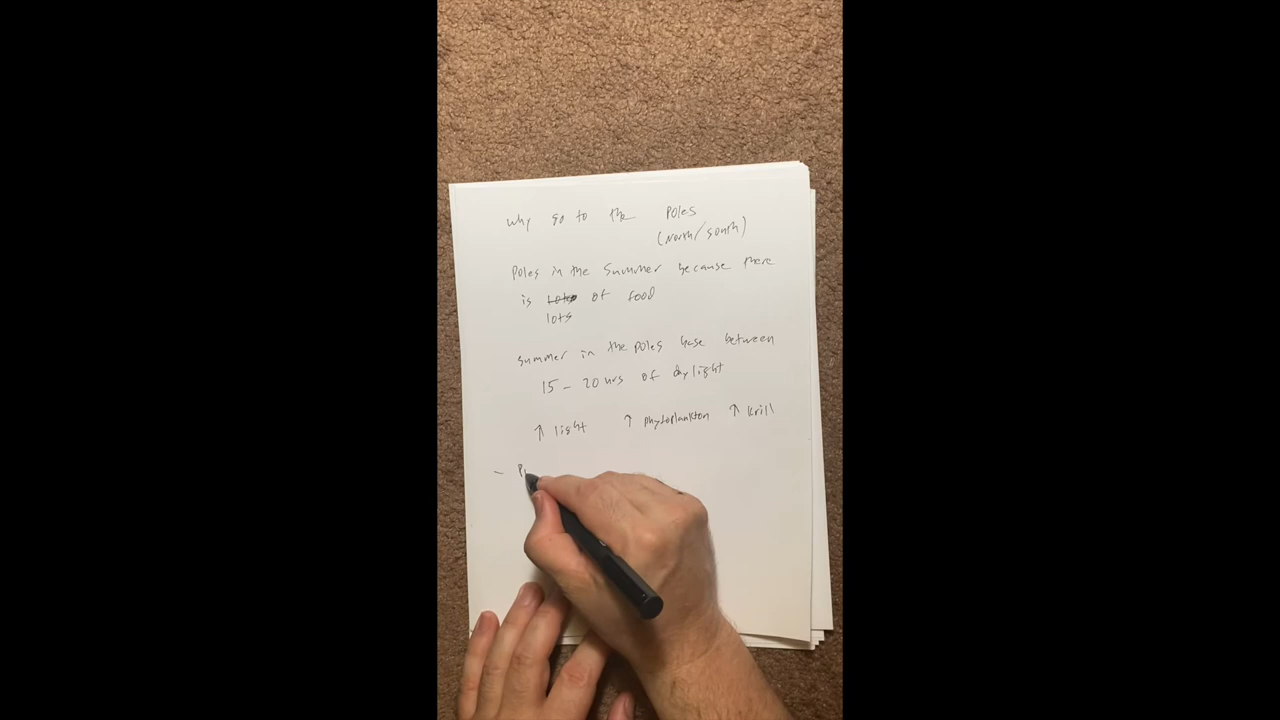 why go to the Poles
(North/South)
Poles in the Summer because there
is of food
lots
Summer in the Poles have between
15 - 20 hrs of daylight
↑ light ↑ phytoplankton ↑ krill
- P